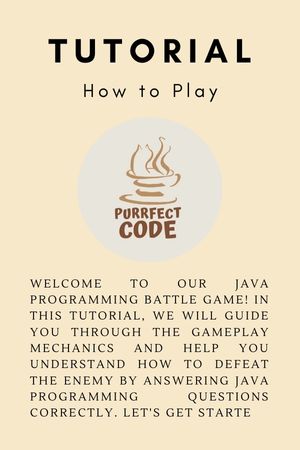 TUTORIAL
How to Play
PURRFECT
CODE
WELCOME TO OUR JAVA
PROGRAMMING BATTLE GAME! IN
THIS TUTORIAL, WE WILL GUIDE
YOU THROUGH THE GAMEPLAY
MECHANICS AND HELP YOU
UNDERSTAND HOW TO DEFEAT
THE ENEMY BY ANSWERING JAVA
PROGRAMMING QUESTIONS
CORRECTLY. LET'S GET STARTE